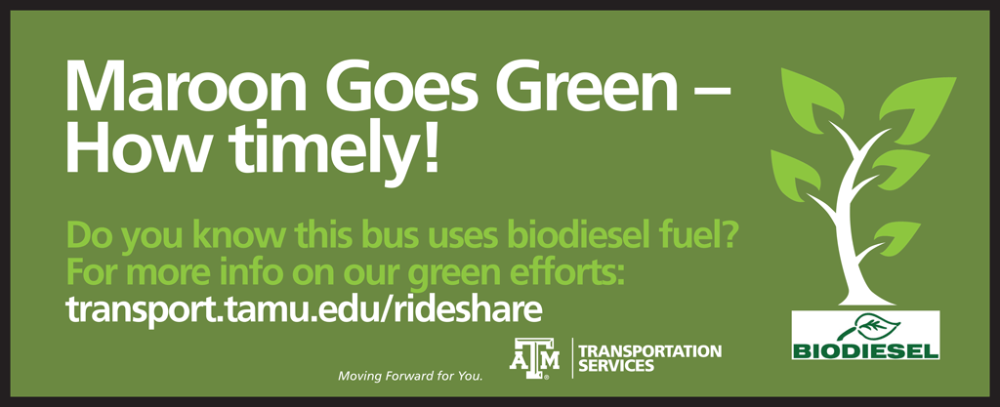 Maroon Goes Green –
How timely!
Do you know this bus uses biodiesel fuel?
For more info on our green efforts:
transport.tamu.edu/rideshare
Moving Forward for You.
ATM®
TRANSPORTATION
SERVICES
BIODIESEL